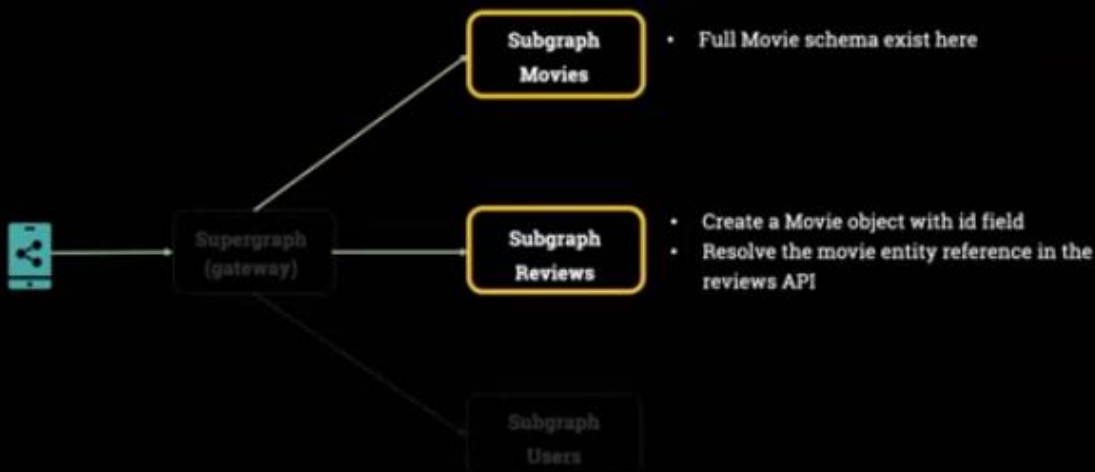 Subgraph
Movies
• Full Movie schema exist here
Supergraph
(gateway)
Subgraph
Reviews
• Create a Movie object with id field
• Resolve the movie entity reference in the
reviews API
Subgraph
Users